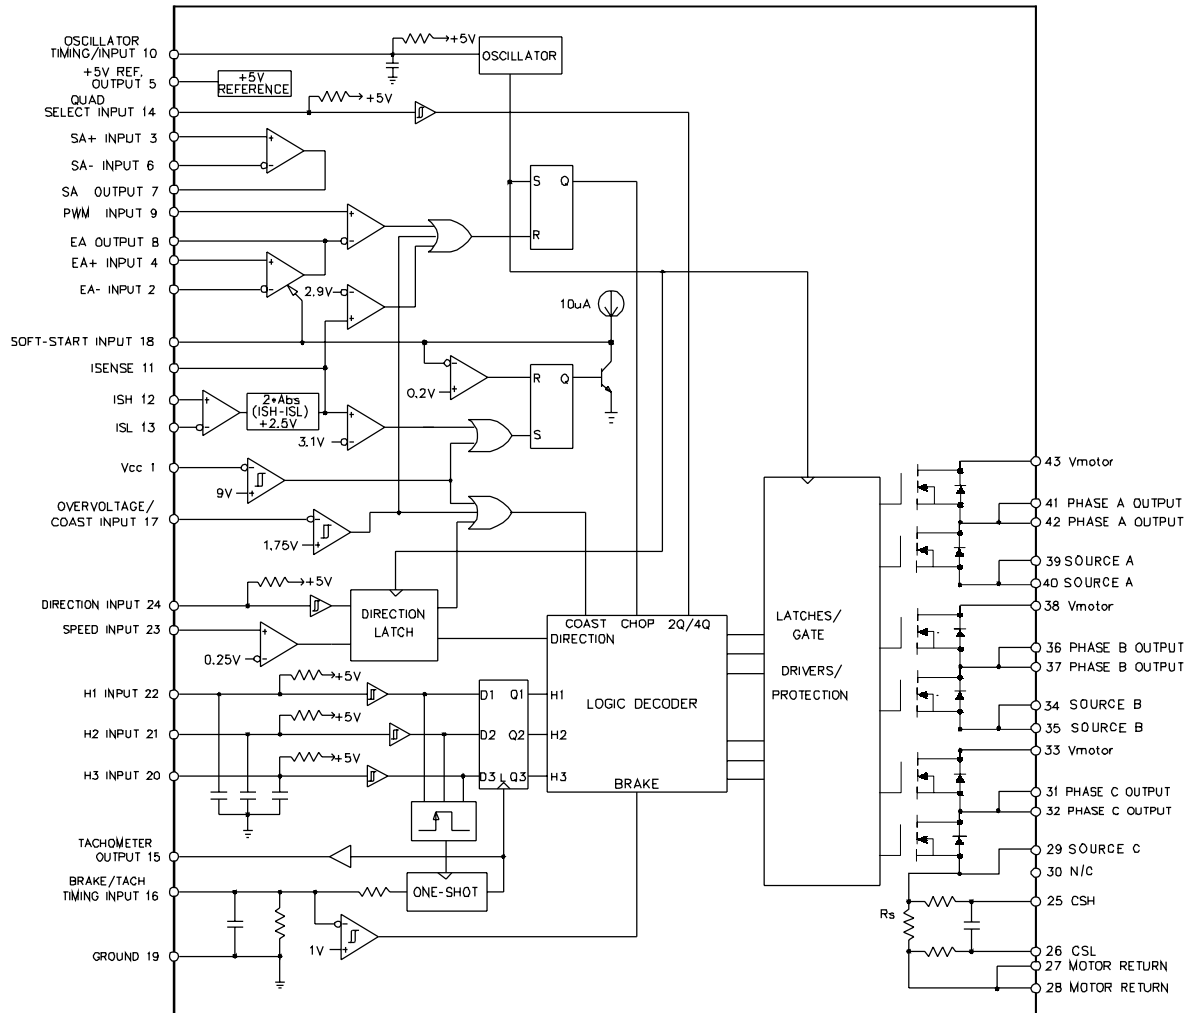 OSCILLATOR
TIMING/INPUT 10
+5V
OSCILLATOR
+5V REF.
OUTPUT 5
+5V
REFERENCE
QUAD
SELECT INPUT 14
+5V
SA+ INPUT 3
SA- INPUT 6
SA OUTPUT 7
PWM INPUT 9
EA OUTPUT 8
EA+ INPUT 4
EA- INPUT 2
S Q
R
2.9V
10uA
SOFT-START INPUT 18
ISENSE 11
ISH 12
ISL 13
2•Abs
(ISH-ISL)
+2.5V
0.2V
R Q
S
3.1V
Vcc 1
9V
OVERVOLTAGE/
COAST INPUT 17
1.75V
DIRECTION INPUT 24
+5V
SPEED INPUT 23
0.25V
DIRECTION
LATCH
COAST CHOP 2Q/4Q
DIRECTION
LOGIC DECODER
H1
H2
H3
BRAKE
H1 INPUT 22
+5V
H2 INPUT 21
+5V
H3 INPUT 20
+5V
D1 Q1
D2 Q2
D3 L Q3
TACHOMETER
OUTPUT 15
BRAKE/TACH
TIMING INPUT 16
ONE-SHOT
1V
GROUND 19
LATCHES/
GATE
DRIVERS/
PROTECTION
43 Vmotor
41 PHASE A OUTPUT
42 PHASE A OUTPUT
39 SOURCE A
40 SOURCE A
38 Vmotor
36 PHASE B OUTPUT
37 PHASE B OUTPUT
34 SOURCE B
35 SOURCE B
33 Vmotor
31 PHASE C OUTPUT
32 PHASE C OUTPUT
29 SOURCE C
30 N/C
Rs
25 CSH
26 CSL
27 MOTOR RETURN
28 MOTOR RETURN